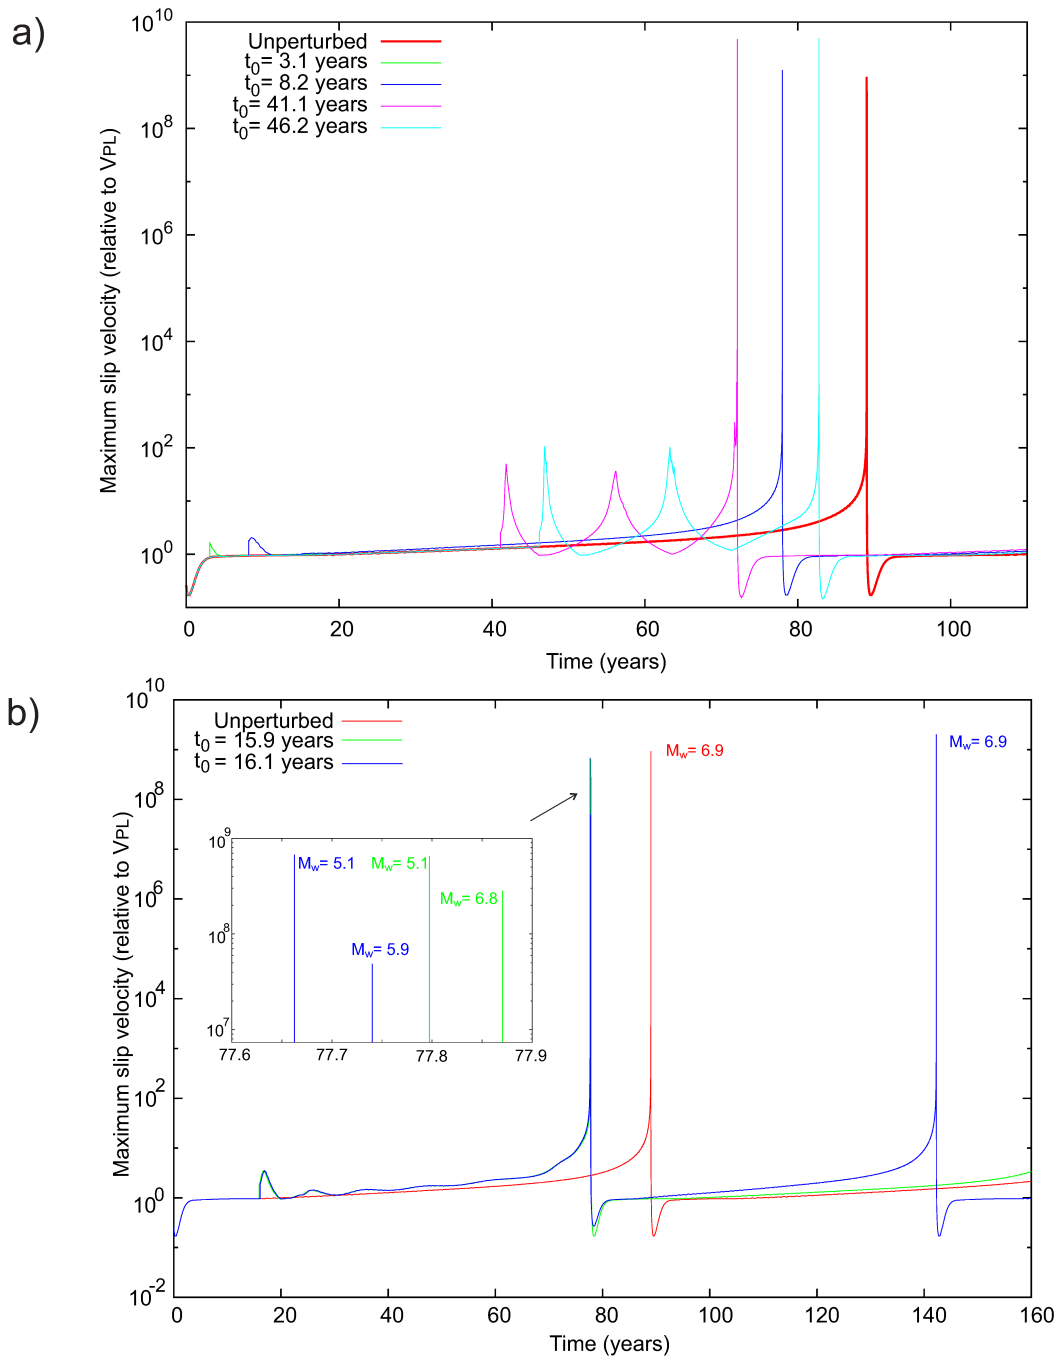 a)
Maximum slip velocity (relative to VPL)
10^10
10^8
10^6
10^4
10^2
10^0
Unperturbed
t0= 3.1 years
t0= 8.2 years
t0= 41.1 years
t0= 46.2 years
0 20 40 60 80 100
Time (years)
b)
Maximum slip velocity (relative to VPL)
10^10
10^8
10^6
10^4
10^2
10^0
10^-2
Unperturbed
t0 = 15.9 years
t0 = 16.1 years
Mw= 6.9
Mw= 6.9
10^9
10^8
10^7
Mw= 5.1
Mw= 5.1
Mw= 6.8
Mw= 5.9
77.6 77.7 77.8 77.9
0 20 40 60 80 100 120 140 160
Time (years)